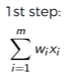 1st step:
m
∑ wᵢxᵢ
i=1